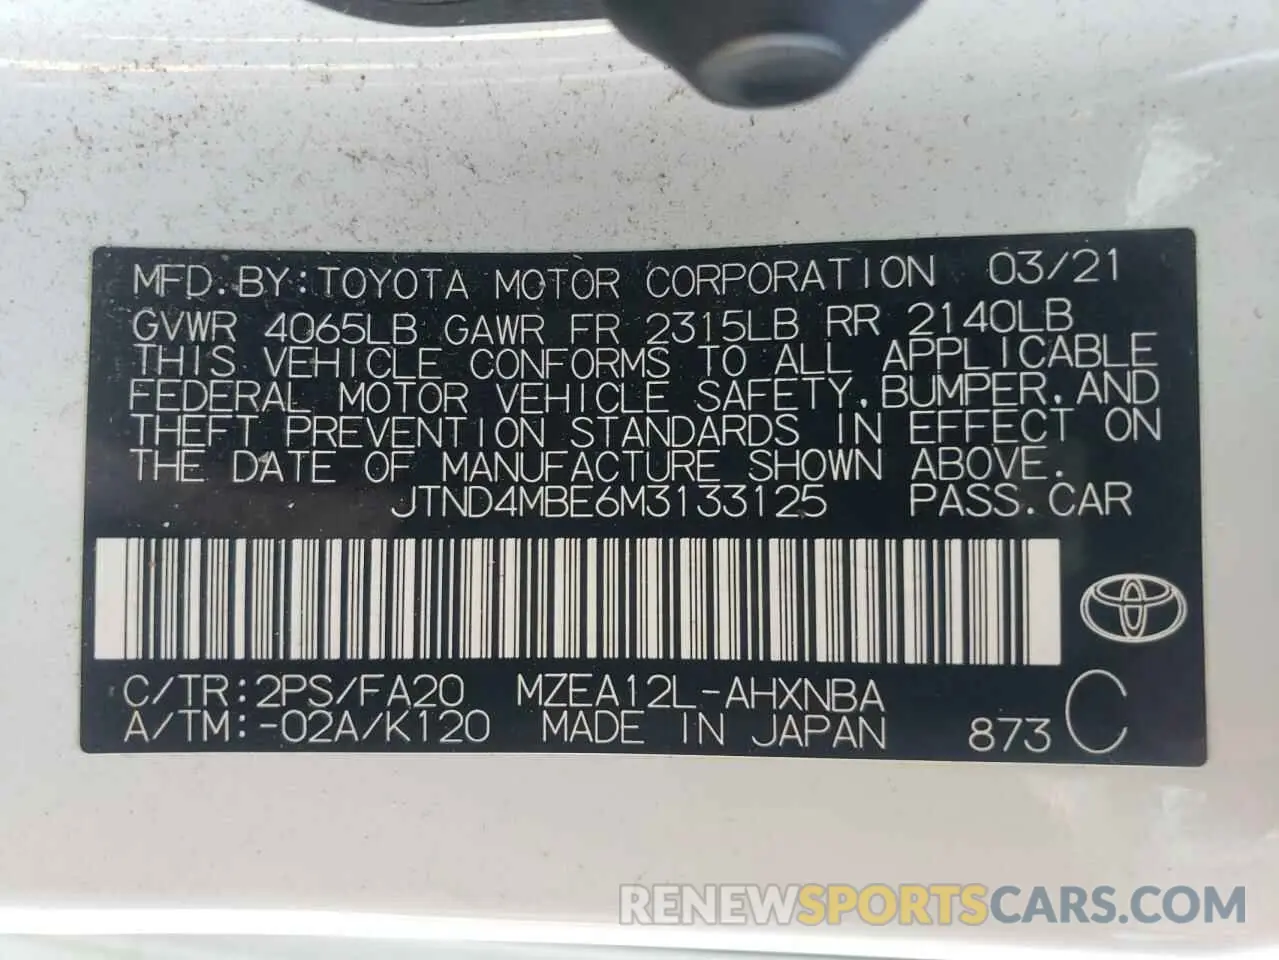 MFD.BY:TOYOTA MOTOR CORPORATION 03/21
GVWR 4065LB GAWR FR 2315LB RR 2140LB
THIS VEHICLE CONFORMS TO ALL APPLICABLE
FEDERAL MOTOR VEHICLE SAFETY,BUMPER,AND
THEFT PREVENTION STANDARDS IN EFFECT ON
THE DATE OF MANUFACTURE SHOWN ABOVE.
JTND4MBE6M3133125 PASS.CAR
C/TR:2PS/FA20 MZEA12L-AHXNBA
A/TM:-02A/K120 MADE IN JAPAN 873 C
RENEWSPORTSCARS.COM